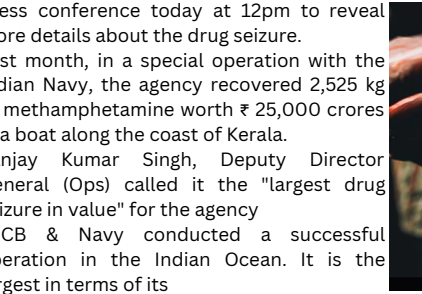 ess conference today at 12pm to reveal
ore details about the drug seizure.
st month, in a special operation with the
dian Navy, the agency recovered 2,525 kg
methamphetamine worth ₹ 25,000 crores
a boat along the coast of Kerala.
njay Kumar Singh, Deputy Director
eneral (Ops) called it the "largest drug
izure in value" for the agency
CB & Navy conducted a successful
peration in the Indian Ocean. It is the
rgest in terms of its